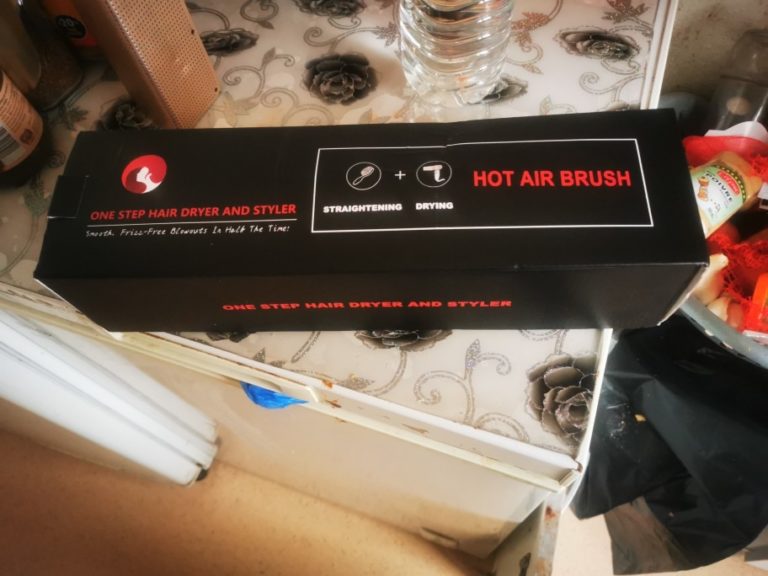 ONE STEP HAIR DRYER AND STYLER
Smooth, Frizz-Free Blowouts In Half The Time!
STRAIGHTENING
+
DRYING
HOT AIR BRUSH
ONE STEP HAIR DRYER AND STYLER
POIVRE